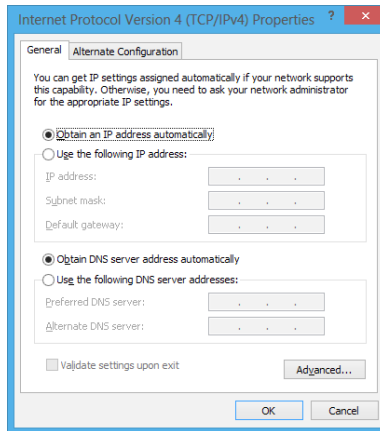 Internet Protocol Version 4 (TCP/IPv4) Properties ? ×
General Alternate Configuration
You can get IP settings assigned automatically if your network supports
this capability. Otherwise, you need to ask your network administrator
for the appropriate IP settings.
Obtain an IP address automatically
Use the following IP address:
IP address: . . .
Subnet mask: . . .
Default gateway: . . .
Obtain DNS server address automatically
Use the following DNS server addresses:
Preferred DNS server: . . .
Alternate DNS server: . . .
Validate settings upon exit
Advanced...
OK Cancel